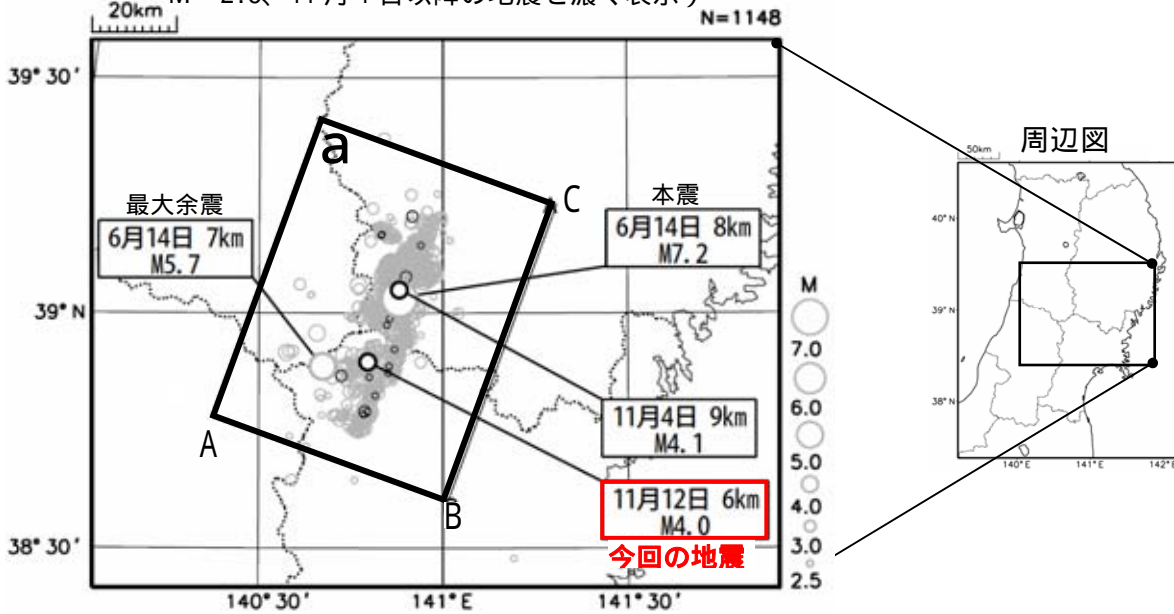 20km
N=1148
39°30′
a
C
最大余震
6月14日 7km
M5.7
本震
6月14日 8km
M7.2
39°N
M
7.0
6.0
5.0
4.0
3.0
2.5
11月4日 9km
M4.1
A
11月12日 6km
M4.0
今回の地震
B
38°30′
140°30′
141°E
141°30′
周辺図
50km
40°N
39°N
38°N
140°E
141°E
142°E